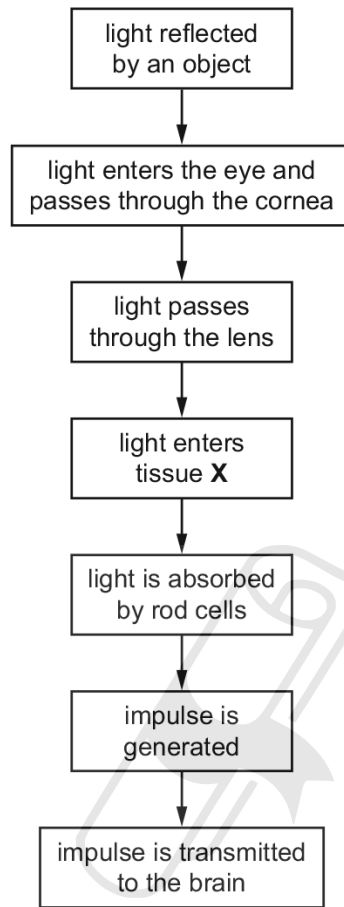 light reflected
by an object
light enters the eye and
passes through the cornea
light passes
through the lens
light enters
tissue X
light is absorbed
by rod cells
impulse is
generated
impulse is transmitted
to the brain